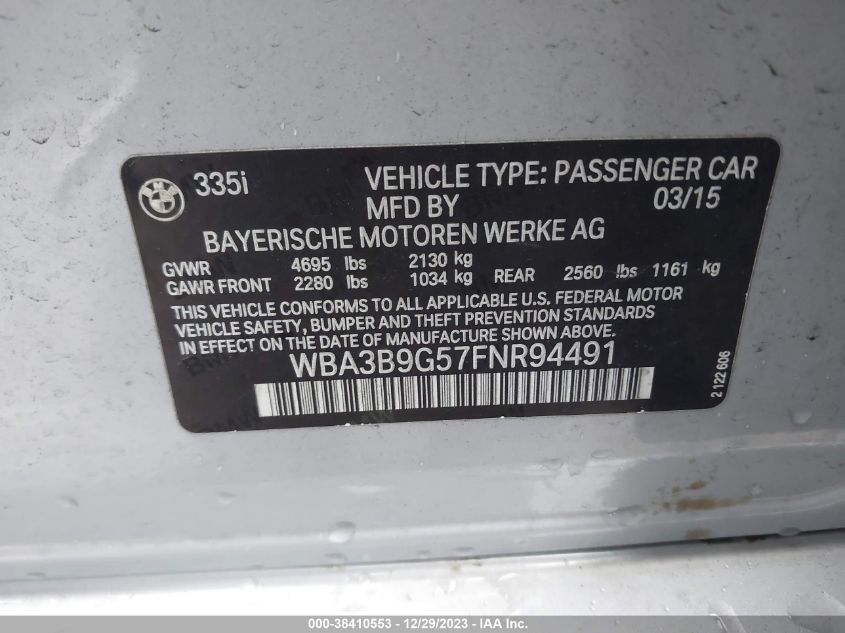 BMW 335i VEHICLE TYPE: PASSENGER CAR
MFD BY 03/15
BAYERISCHE MOTOREN WERKE AG
GVWR 4695 lbs 2130 kg
GAWR FRONT 2280 lbs 1034 kg REAR 2560 lbs 1161 kg
THIS VEHICLE CONFORMS TO ALL APPLICABLE U.S. FEDERAL MOTOR
VEHICLE SAFETY, BUMPER AND THEFT PREVENTION STANDARDS
IN EFFECT ON THE DATE OF MANUFACTURE SHOWN ABOVE.
WBA3B9G57FNR94491
2 122 606
000-38410553 - 12/29/2023 - IAA Inc.